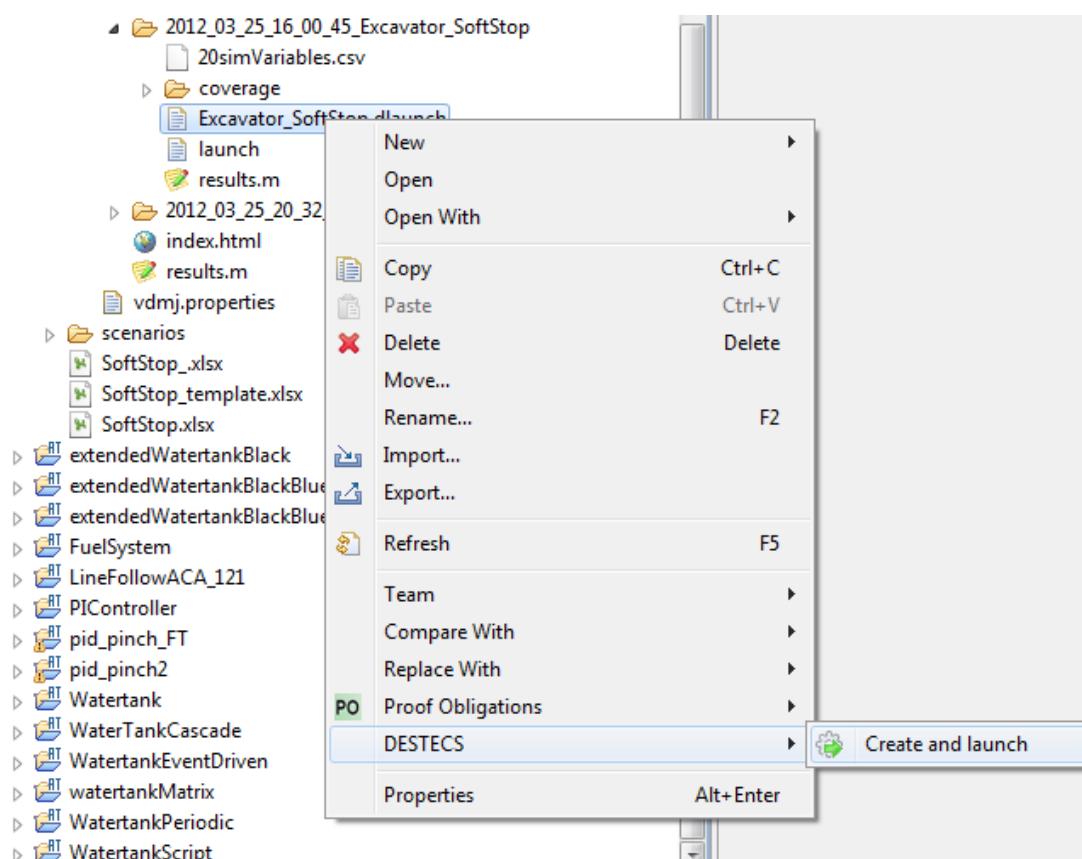 2012_03_25_16_00_45_Excavator_SoftStop
20simVariables.csv
coverage
Excavator_SoftStop.dlaunch
launch
results.m
2012_03_25_20_32_
index.html
results.m
vdmj.properties
scenarios
SoftStop_.xlsx
SoftStop_template.xlsx
SoftStop.xlsx
extendedWatertankBlack
extendedWatertankBlackBlue
extendedWatertankBlackBlue
FuelSystem
LineFollowACA_121
PIController
pid_pinch_FT
pid_pinch2
Watertank
WaterTankCascade
WatertankEventDriven
watertankMatrix
WatertankPeriodic
WatertankScript
New
Open
Open With
Copy Ctrl+C
Paste Ctrl+V
Delete Delete
Move...
Rename... F2
Import...
Export...
Refresh F5
Team
Compare With
Replace With
PO Proof Obligations
DESTECS
Properties Alt+Enter
Create and launch